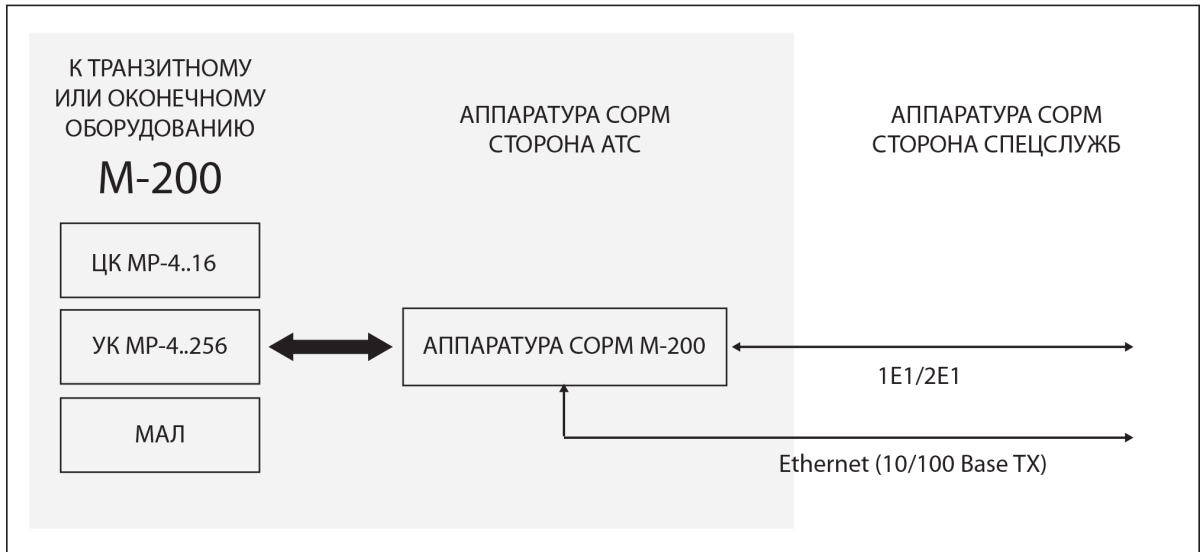 К ТРАНЗИТНОМУ
ИЛИ ОКОНЕЧНОМУ
ОБОРУДОВАНИЮ
М-200
АППАРАТУРА СОРМ
СТОРОНА АТС
АППАРАТУРА СОРМ
СТОРОНА СПЕЦСЛУЖБ
ЦК МР-4..16
УК МР-4..256
АППАРАТУРА СОРМ М-200
1Е1/2Е1
МАЛ
Ethernet (10/100 Base TX)